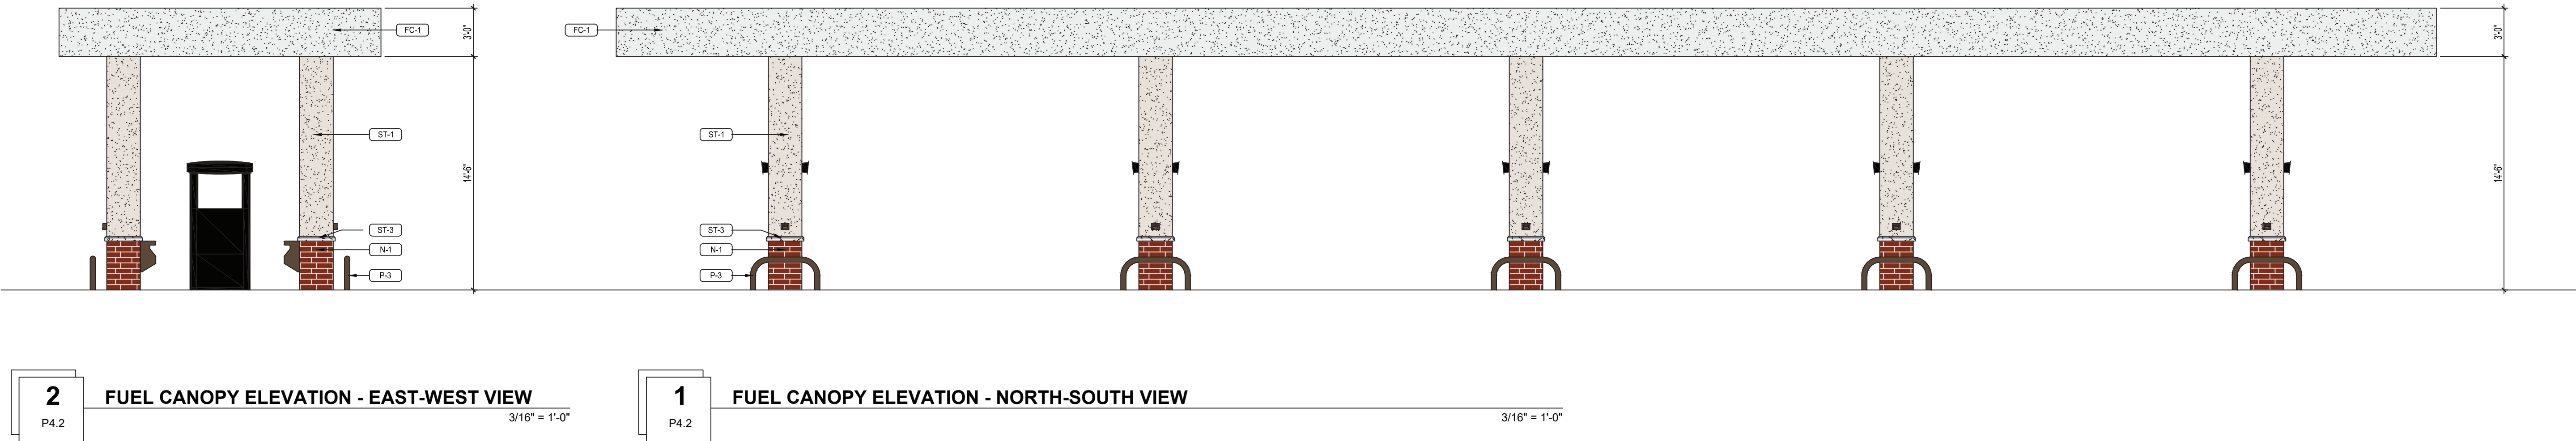 FC-1
3'-0"
ST-1
14'-6"
ST-3
N-1
P-3
FC-1
3'-0"
ST-1
14'-6"
ST-3
N-1
P-3
2
P4.2
FUEL CANOPY ELEVATION - EAST-WEST VIEW
3/16" = 1'-0"
1
P4.2
FUEL CANOPY ELEVATION - NORTH-SOUTH VIEW
3/16" = 1'-0"